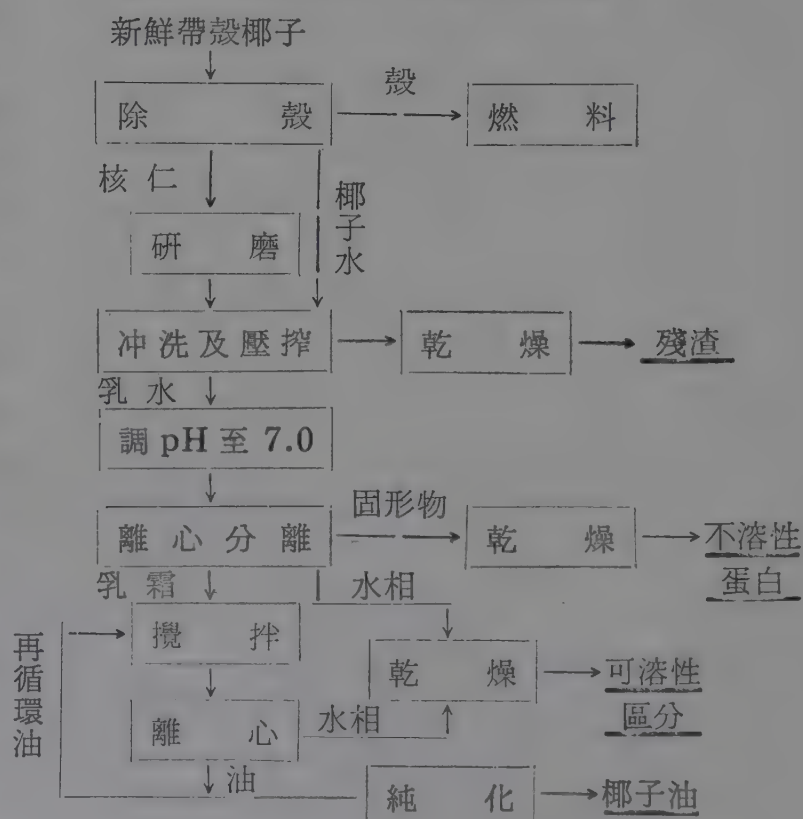 新鮮帶殼椰子
殼
除 殼
燃 料
核仁
椰子水
研 磨
冲洗及壓搾
乾 燥
殘渣
乳水
調 pH 至 7.0
固形物
離心分離
乾 燥
不溶性
蛋白
乳霜
水相
再循環油
攪 拌
乾 燥
可溶性
區分
離 心
水相
油
純 化
椰子油